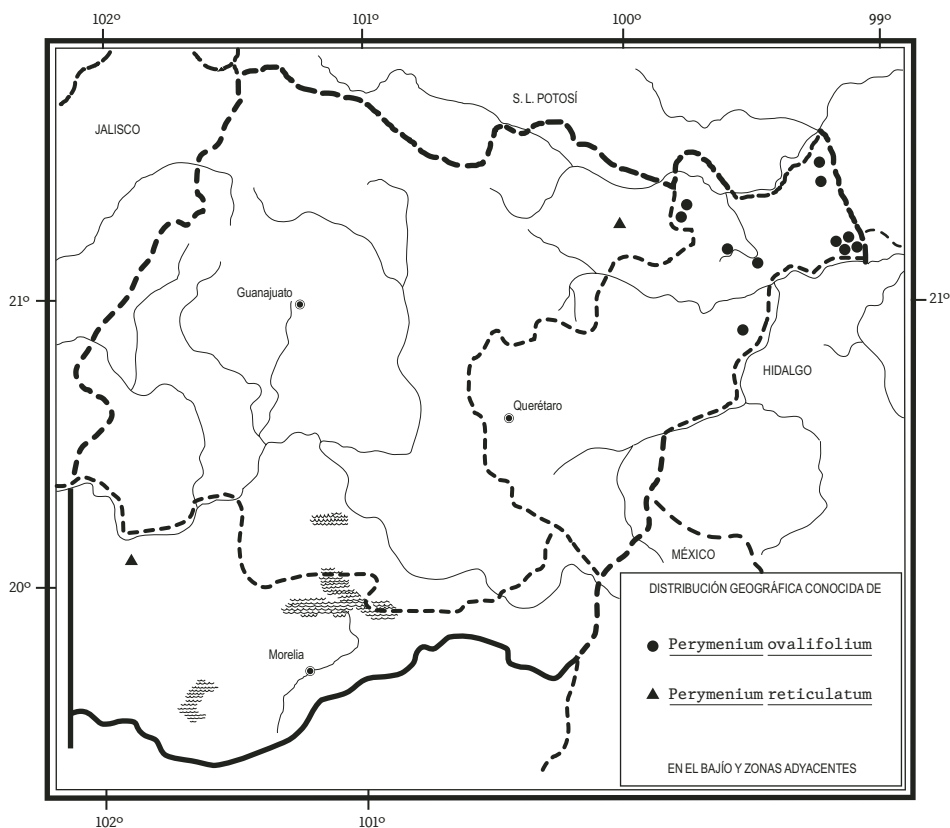 102º 101º 100º 99º
S. L. POTOSÍ
JALISCO
Guanajuato
21º 21º
HIDALGO
Querétaro
MÉXICO
20º
DISTRIBUCIÓN GEOGRÁFICA CONOCIDA DE
Perymenium ovalifolium
Morelia
Perymenium reticulatum
EN EL BAJÍO Y ZONAS ADYACENTES
102º 101º